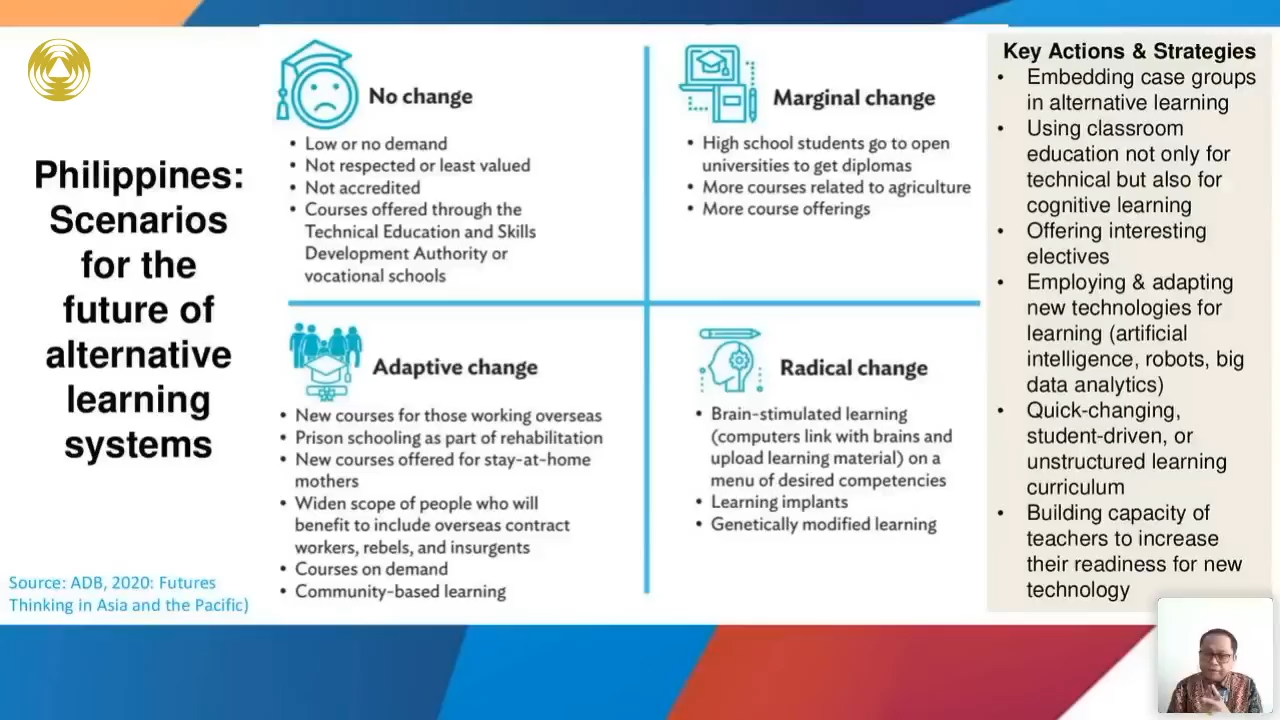 Philippines:
Scenarios
for the
future of
alternative
learning
systems
Source: ADB, 2020: Futures
Thinking in Asia and the Pacific)
No change
• Low or no demand
• Not respected or least valued
• Not accredited
• Courses offered through the
Technical Education and Skills
Development Authority or
vocational schools
Marginal change
• High school students go to open
universities to get diplomas
• More courses related to agriculture
• More course offerings
Adaptive change
• New courses for those working overseas
• Prison schooling as part of rehabilitation
• New courses offered for stay-at-home
mothers
• Widen scope of people who will
benefit to include overseas contract
workers, rebels, and insurgents
• Courses on demand
• Community-based learning
Radical change
• Brain-stimulated learning
(computers link with brains and
upload learning material) on a
menu of desired competencies
• Learning implants
• Genetically modified learning
Key Actions & Strategies
• Embedding case groups
in alternative learning
• Using classroom
education not only for
technical but also for
cognitive learning
• Offering interesting
electives
• Employing & adapting
new technologies for
learning (artificial
intelligence, robots, big
data analytics)
• Quick-changing,
student-driven, or
unstructured learning
curriculum
• Building capacity of
teachers to increase
their readiness for new
technology